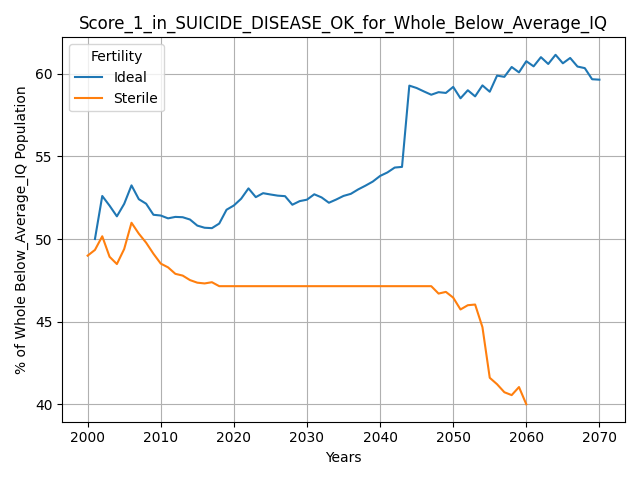 Score_1_in_SUICIDE_DISEASE_OK_for_Whole_Below_Average_IQ
Fertility
Ideal
Sterile
% of Whole Below_Average_IQ Population
60
55
50
45
40
2000 2010 2020 2030 2040 2050 2060 2070
Years